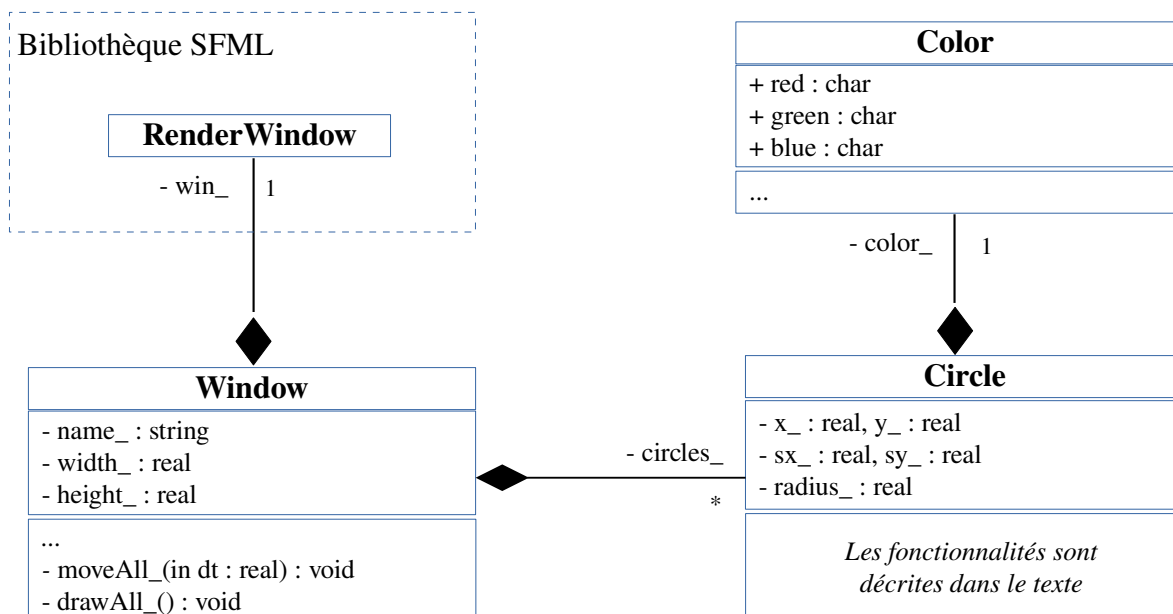 Bibliothèque SFML
RenderWindow
- win_
1
Color
+ red : char
+ green : char
+ blue : char
...
- color_
1
Window
- name_ : string
- width_ : real
- height_ : real
...
- moveAll_(in dt : real) : void
- drawAll_() : void
- circles_
*
Circle
- x_ : real, y_ : real
- sx_ : real, sy_ : real
- radius_ : real
Les fonctionnalités sont
décrites dans le texte